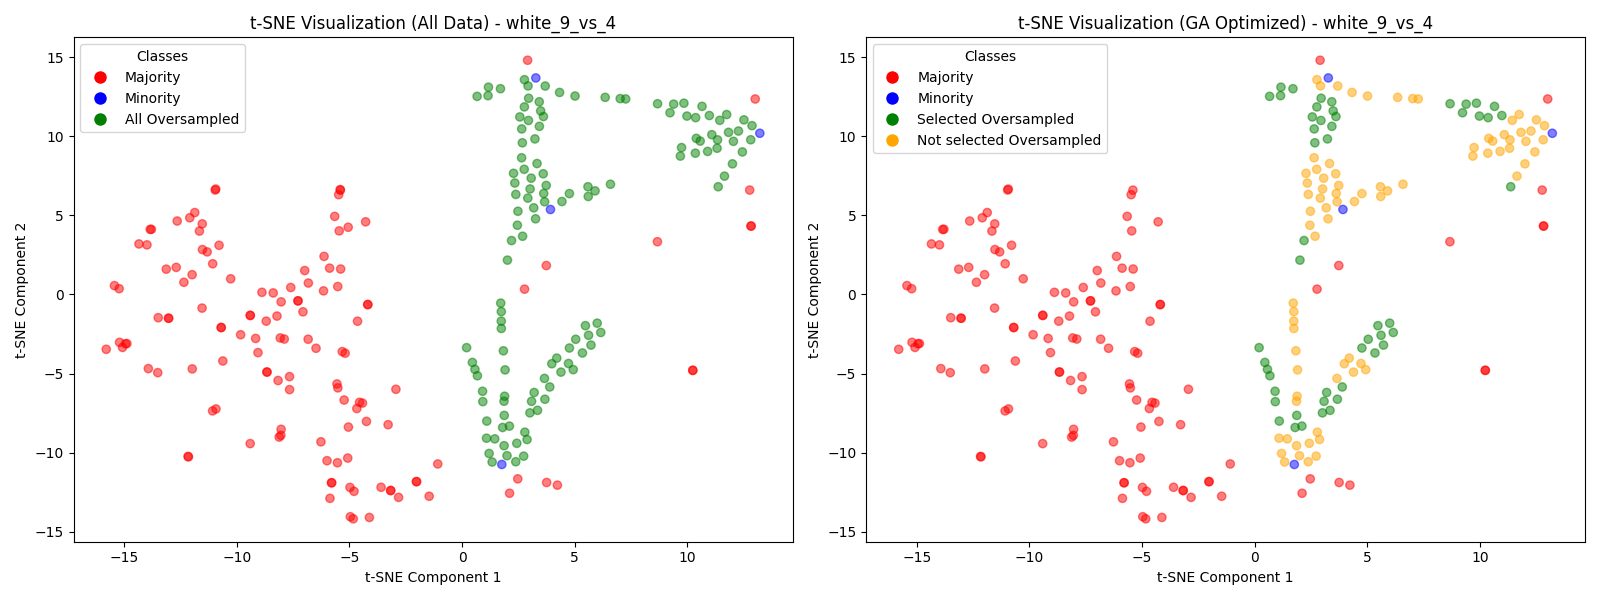 t-SNE Visualization (All Data) - white_9_vs_4
Classes
Majority
Minority
All Oversampled
15
10
5
0
−5
−10
−15
t-SNE Component 2
−15
−10
−5
0
5
10
t-SNE Component 1
t-SNE Visualization (GA Optimized) - white_9_vs_4
Classes
Majority
Minority
Selected Oversampled
Not selected Oversampled
15
10
5
0
−5
−10
−15
t-SNE Component 2
−15
−10
−5
0
5
10
t-SNE Component 1